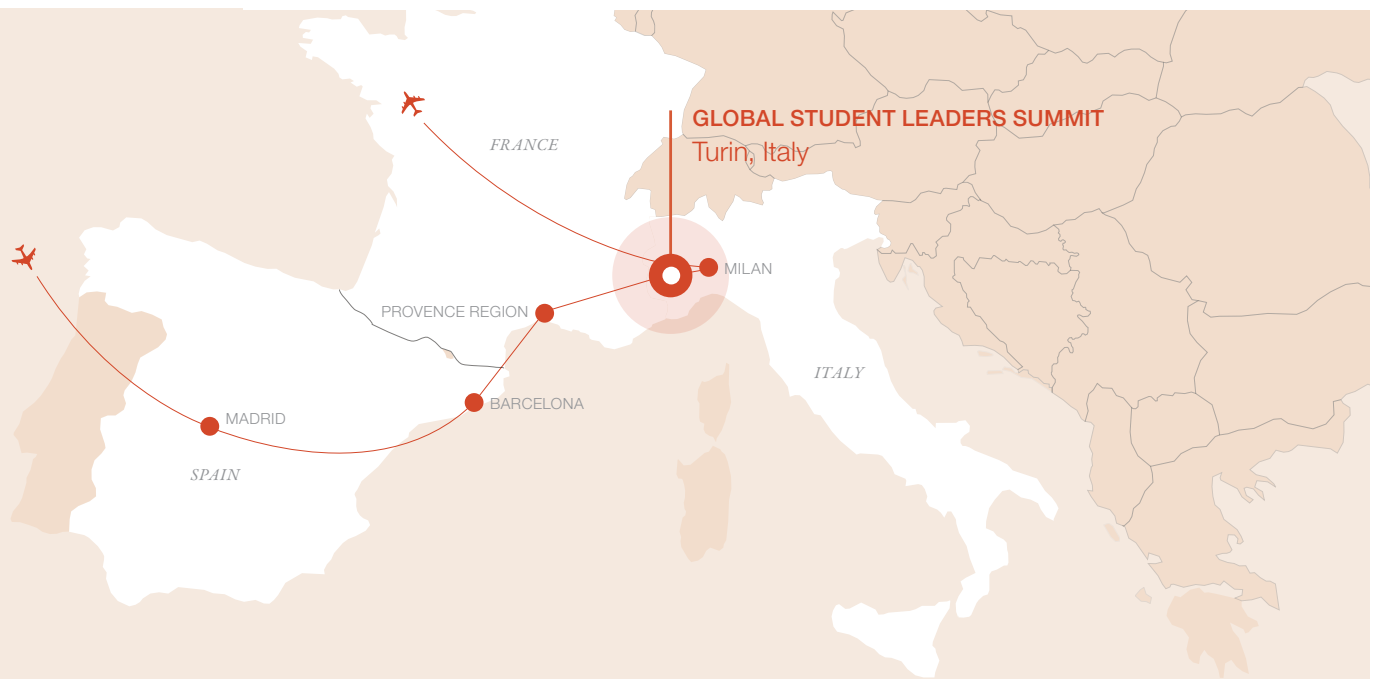 GLOBAL STUDENT LEADERS SUMMIT
Turin, Italy
FRANCE
MILAN
PROVENCE REGION
ITALY
BARCELONA
MADRID
SPAIN